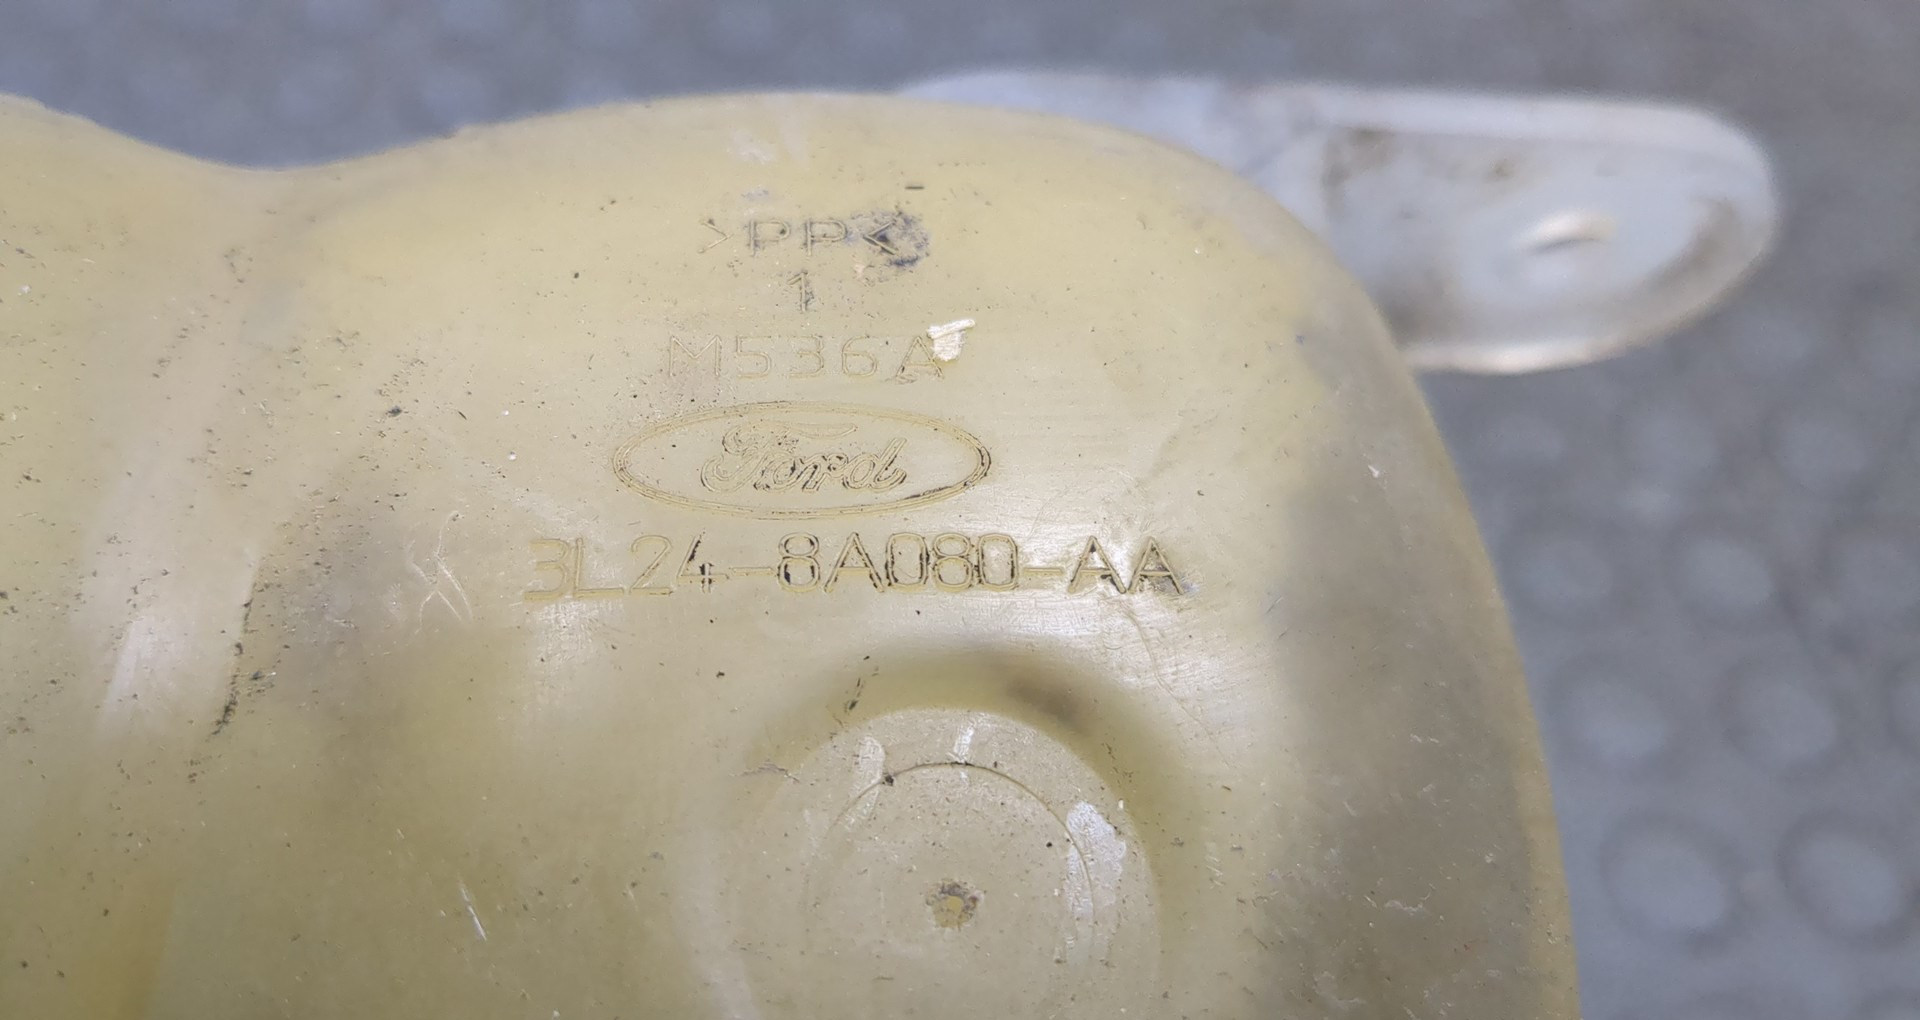 >PP<
1
M536A
Ford
3L24-8A080-AA